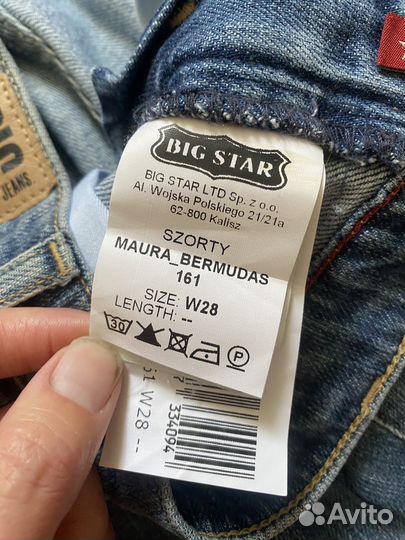 BIG STAR
BIG STAR LTD Sp. z o.o.
Al. Wojska Polskiego 21/21a
62-800 Kalisz
SZORTY
MAURA_BERMUDAS
161
SIZE: W28
LENGTH: --
30
P
W28 --
334094
JEANS
Avito